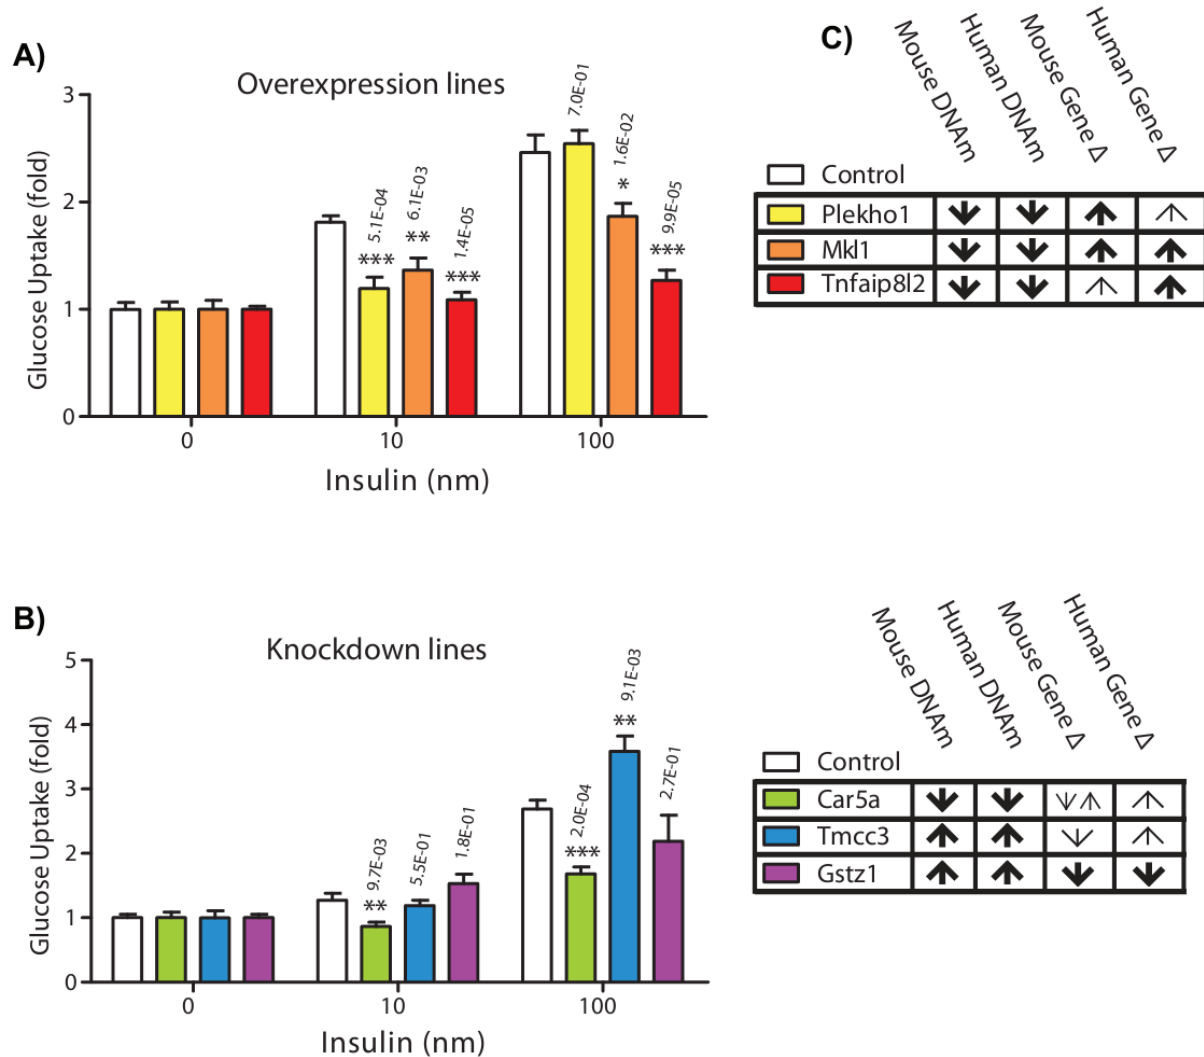 A)
Overexpression lines
Glucose Uptake (fold)
3
2
1
0
5.1E-04
***
6.1E-03
**
1.4E-05
***
7.0E-01
1.6E-02
*
9.9E-05
***
0 10 100
Insulin (nm)
C)
Mouse DNAm
Human DNAm
Mouse Gene Δ
Human Gene Δ
Control
Plekho1
Mkl1
Tnfaip8l2
B)
Knockdown lines
Glucose Uptake (fold)
5
4
3
2
1
0
9.7E-03
**
5.5E-01
1.8E-01
2.0E-04
***
9.1E-03
**
2.7E-01
0 10 100
Insulin (nm)
Mouse DNAm
Human DNAm
Mouse Gene Δ
Human Gene Δ
Control
Car5a
Tmcc3
Gstz1